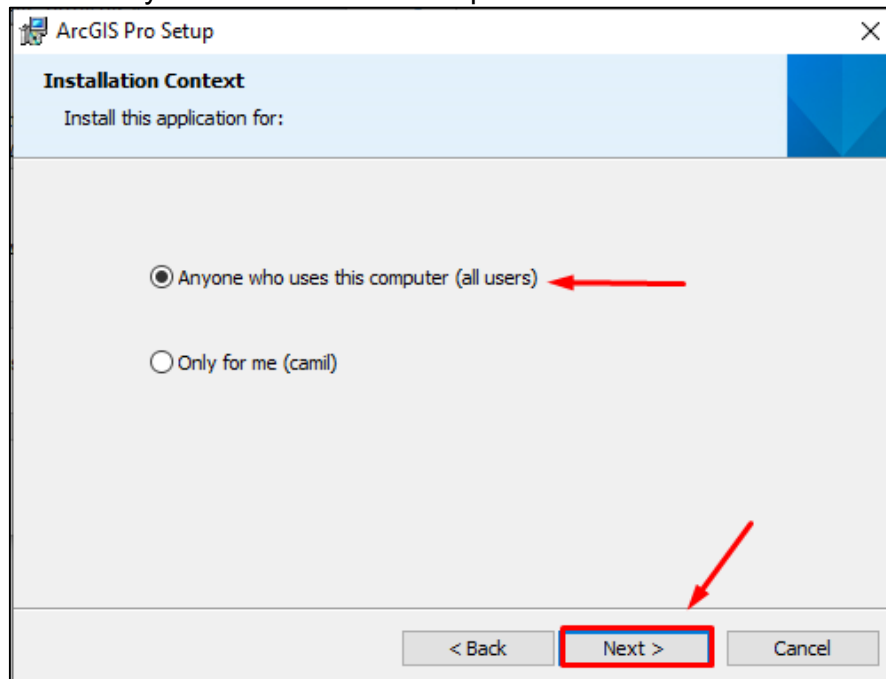 ArcGIS Pro Setup
Installation Context
Install this application for:
Anyone who uses this computer (all users)
Only for me (camil)
< Back Next > Cancel